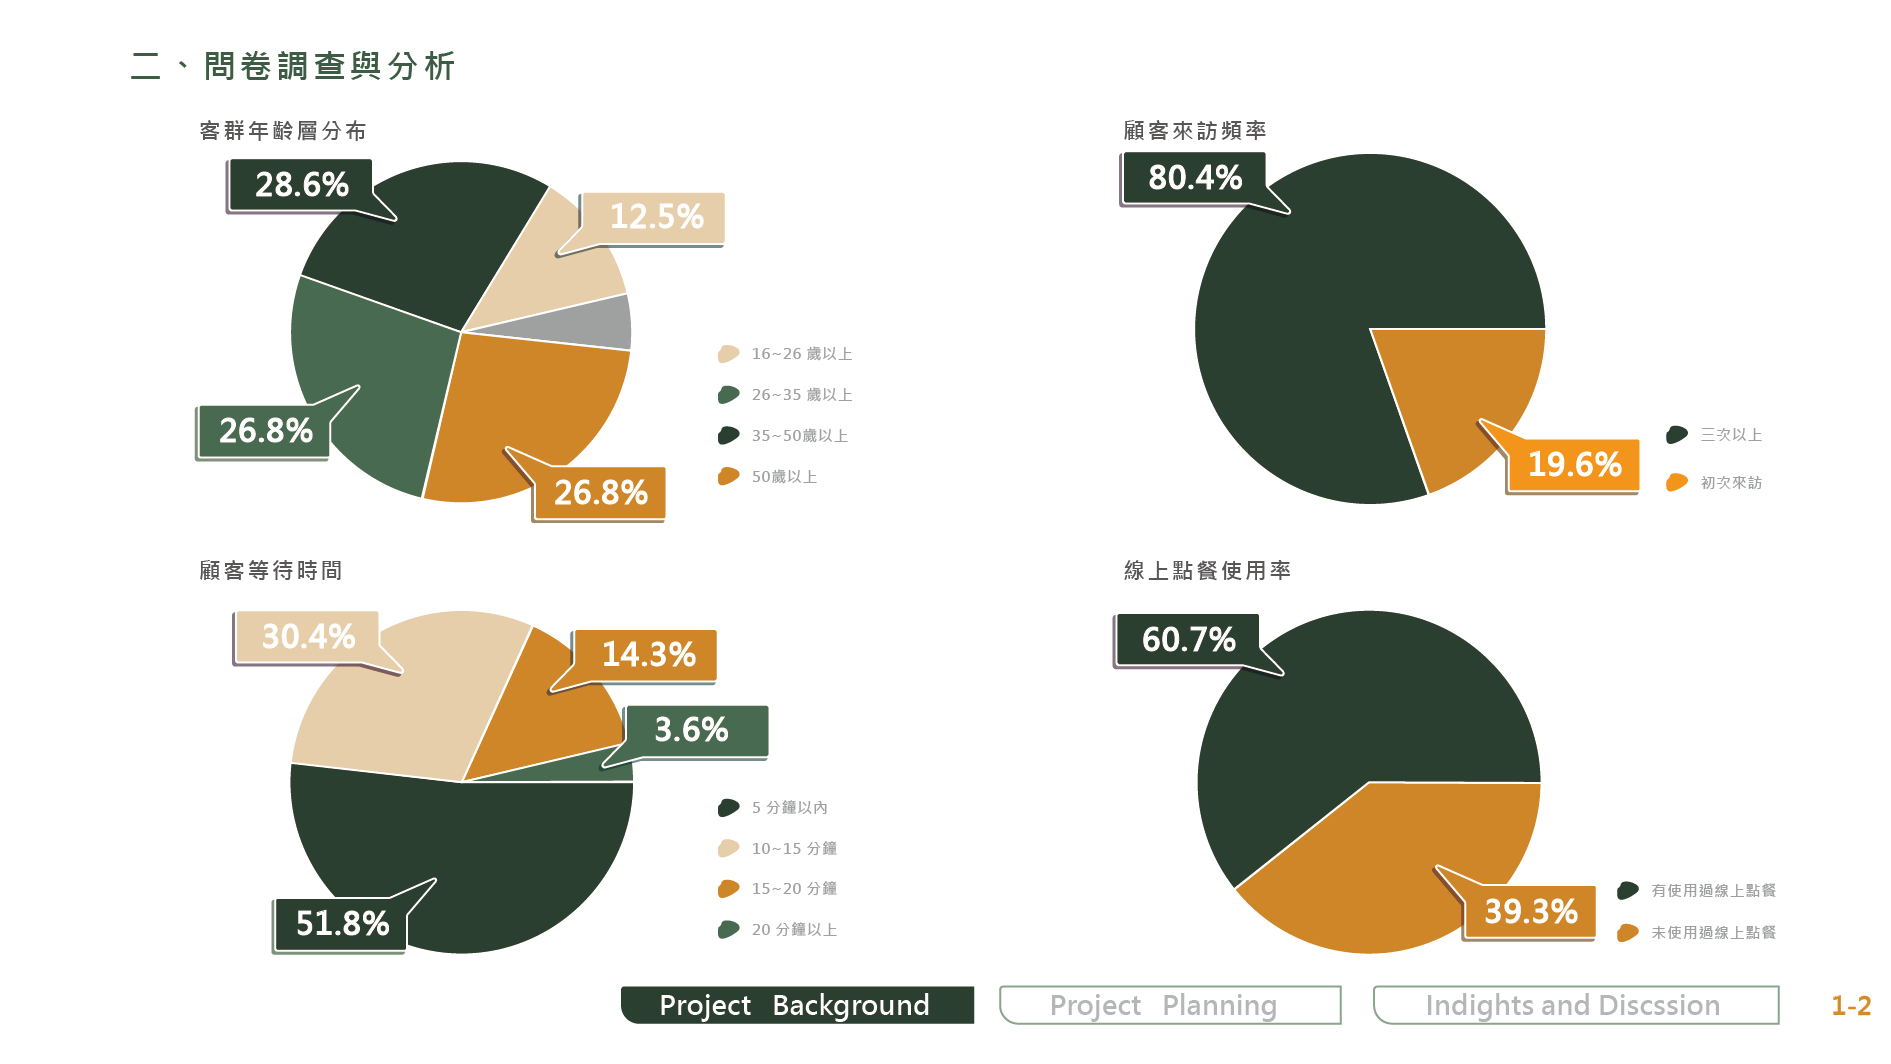 二、問卷調查與分析
客群年齡層分布
28.6%
12.5%
26.8%
26.8%
16~26 歲以上
26~35 歲以上
35~50歲以上
50歲以上
顧客來訪頻率
80.4%
19.6%
三次以上
初次來訪
顧客等待時間
30.4%
14.3%
3.6%
51.8%
5 分鐘以內
10~15 分鐘
15~20 分鐘
20 分鐘以上
線上點餐使用率
60.7%
39.3%
有使用過線上點餐
未使用過線上點餐
Project Background
Project Planning
Indights and Discssion
1-2